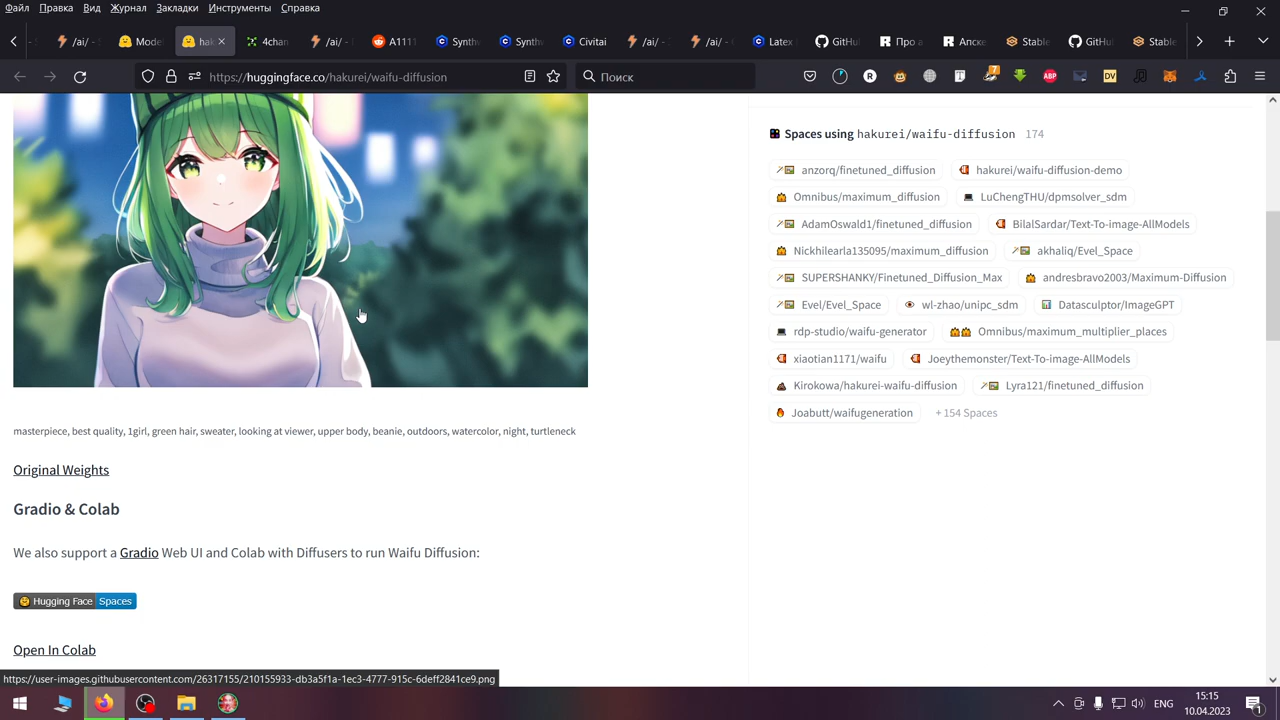 Файл Правка Вид Журнал Закладки Инструменты Справка
/ai/ - Mode hak 4chan /ai/ - A1111 Synthw Synthw Civitai /ai/ - /ai/ - Latex GitHu Про а Апске Stable GitHu Stable
https://huggingface.co/hakurei/waifu-diffusion
Поиск
ABP
DV
Spaces using hakurei/waifu-diffusion 174
anzorq/finetuned_diffusion hakurei/waifu-diffusion-demo
Omnibus/maximum_diffusion LuChengTHU/dpmsolver_sdm
AdamOswald1/finetuned_diffusion BilalSardar/Text-To-image-AllModels
Nickhilearla135095/maximum_diffusion akhaliq/Evel_Space
SUPERSHANKY/Finetuned_Diffusion_Max andresbravo2003/Maximum-Diffusion
Evel/Evel_Space wl-zhao/unipc_sdm Datasculptor/ImageGPT
rdp-studio/waifu-generator Omnibus/maximum_multiplier_places
xiaotian1171/waifu Joeythemonster/Text-To-image-AllModels
Kirokowa/hakurei-waifu-diffusion Lyra121/finetuned_diffusion
Joabutt/waifugeneration + 154 Spaces
masterpiece, best quality, 1girl, green hair, sweater, looking at viewer, upper body, beanie, outdoors, watercolor, night, turtleneck
Original Weights
Gradio & Colab
We also support a Gradio Web UI and Colab with Diffusers to run Waifu Diffusion:
Hugging Face Spaces
Open In Colab
https://user-images.githubusercontent.com/26317155/210155933-db3a5f1a-1ec3-4777-915c-6deff2841ce9.png
ENG
15:15
10.04.2023
1